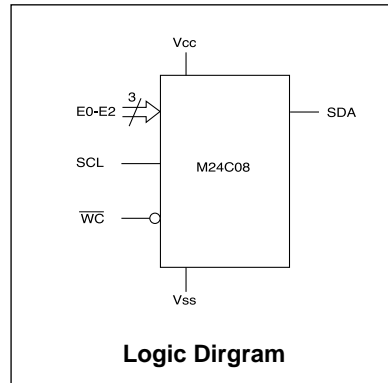 Vcc
3
E0-E2
SDA
SCL
M24C08
WC
Vss
Logic Dirgram